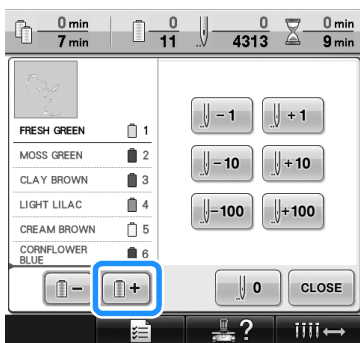 0 min 0 0 0 min
7 min 11 4313 9 min
FRESH GREEN 1
MOSS GREEN 2
CLAY BROWN 3
LIGHT LILAC 4
CREAM BROWN 5
CORNFLOWER
BLUE 6
-1 +1
-10 +10
-100 +100
- + 0 CLOSE
?